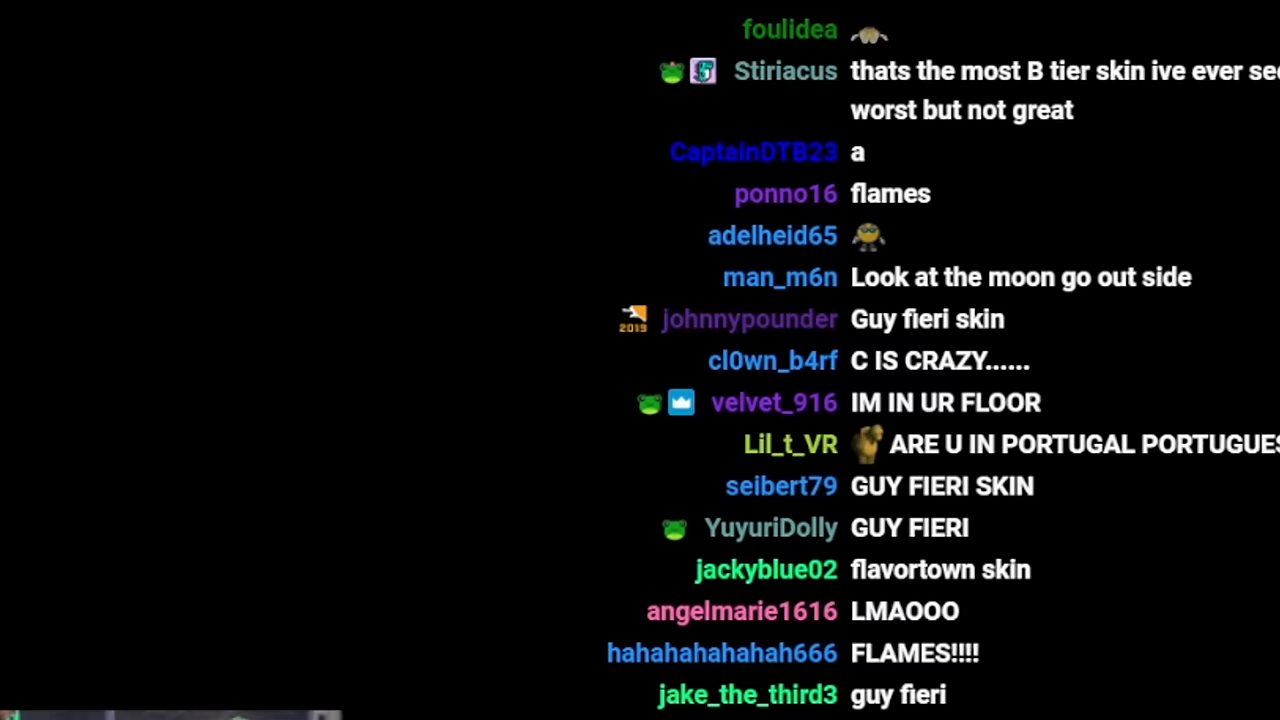 foulidea
Stiriacus thats the most B tier skin ive ever
worst but not great
CaptainDTB23 a
ponno16 flames
adelheid65
man_m6n Look at the moon go out side
2019 johnnypounder Guy fieri skin
cl0wn_b4rf C IS CRAZY......
velvet_916 IM IN UR FLOOR
Lil_t_VR ARE U IN PORTUGAL
seibert79 GUY FIERI SKIN
YuyuriDolly GUY FIERI
jackyblue02 flavortown skin
angelmarie1616 LMAOOO
hahahahahahah666 FLAMES!!!!
jake_the_third3 guy fieri